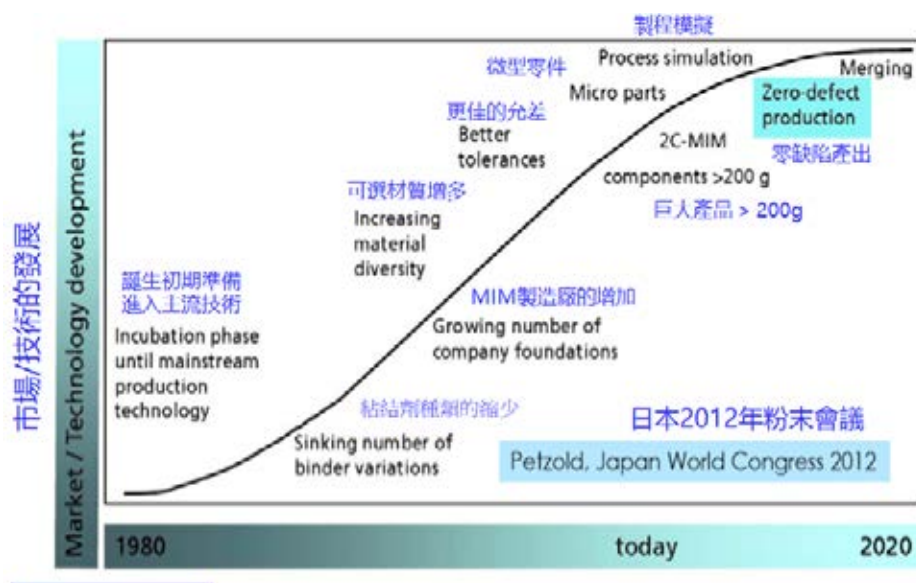 製程模擬
Process simulation
Merging
微型零件
Micro parts
Zero-defect
production
零缺陷產出
更佳的允差
Better
tolerances
2C-MIM
components >200 g
巨大產品 > 200g
可選材質增多
Increasing
material
diversity
誕生初期準備
進入主流技術
Incubation phase
until mainstream
production
technology
MIM製造廠的增加
Growing number of
company foundations
粘结劑種類的縮少
Sinking number of
binder variations
日本2012年粉末會議
Petzold, Japan World Congress 2012
市場/技術的發展
Market / Technology development
1980
today
2020